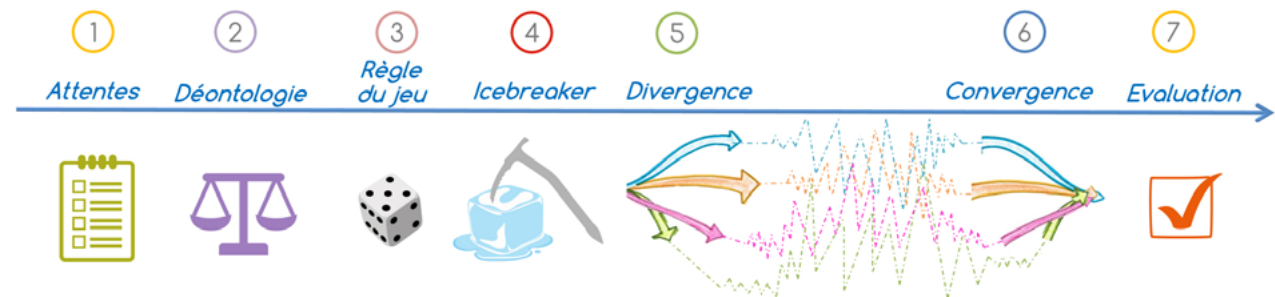 1
2
3
4
5
6
7
Attentes
Déontologie
Règle
du jeu
Icebreaker
Divergence
Convergence
Evaluation